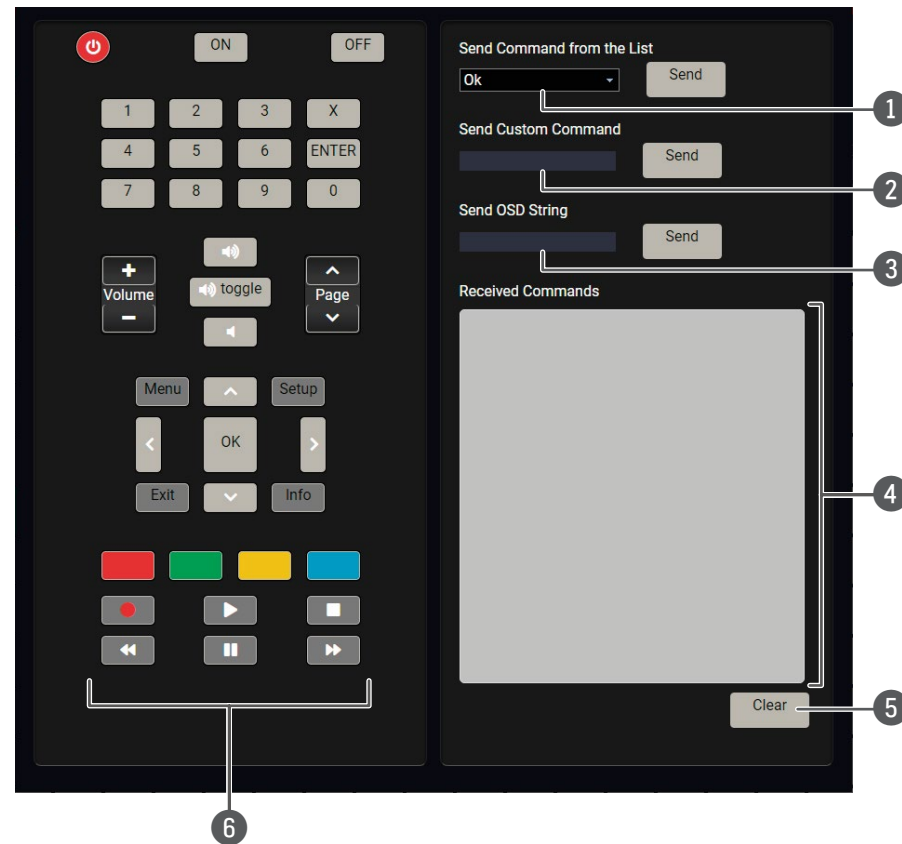 ON OFF
1 2 3 X
4 5 6 ENTER
7 8 9 0
toggle
Volume Page
Menu Setup
OK
Exit Info
6
Send Command from the List
Ok Send
1
Send Custom Command
Send
2
Send OSD String
Send
3
Received Commands
4
Clear
5